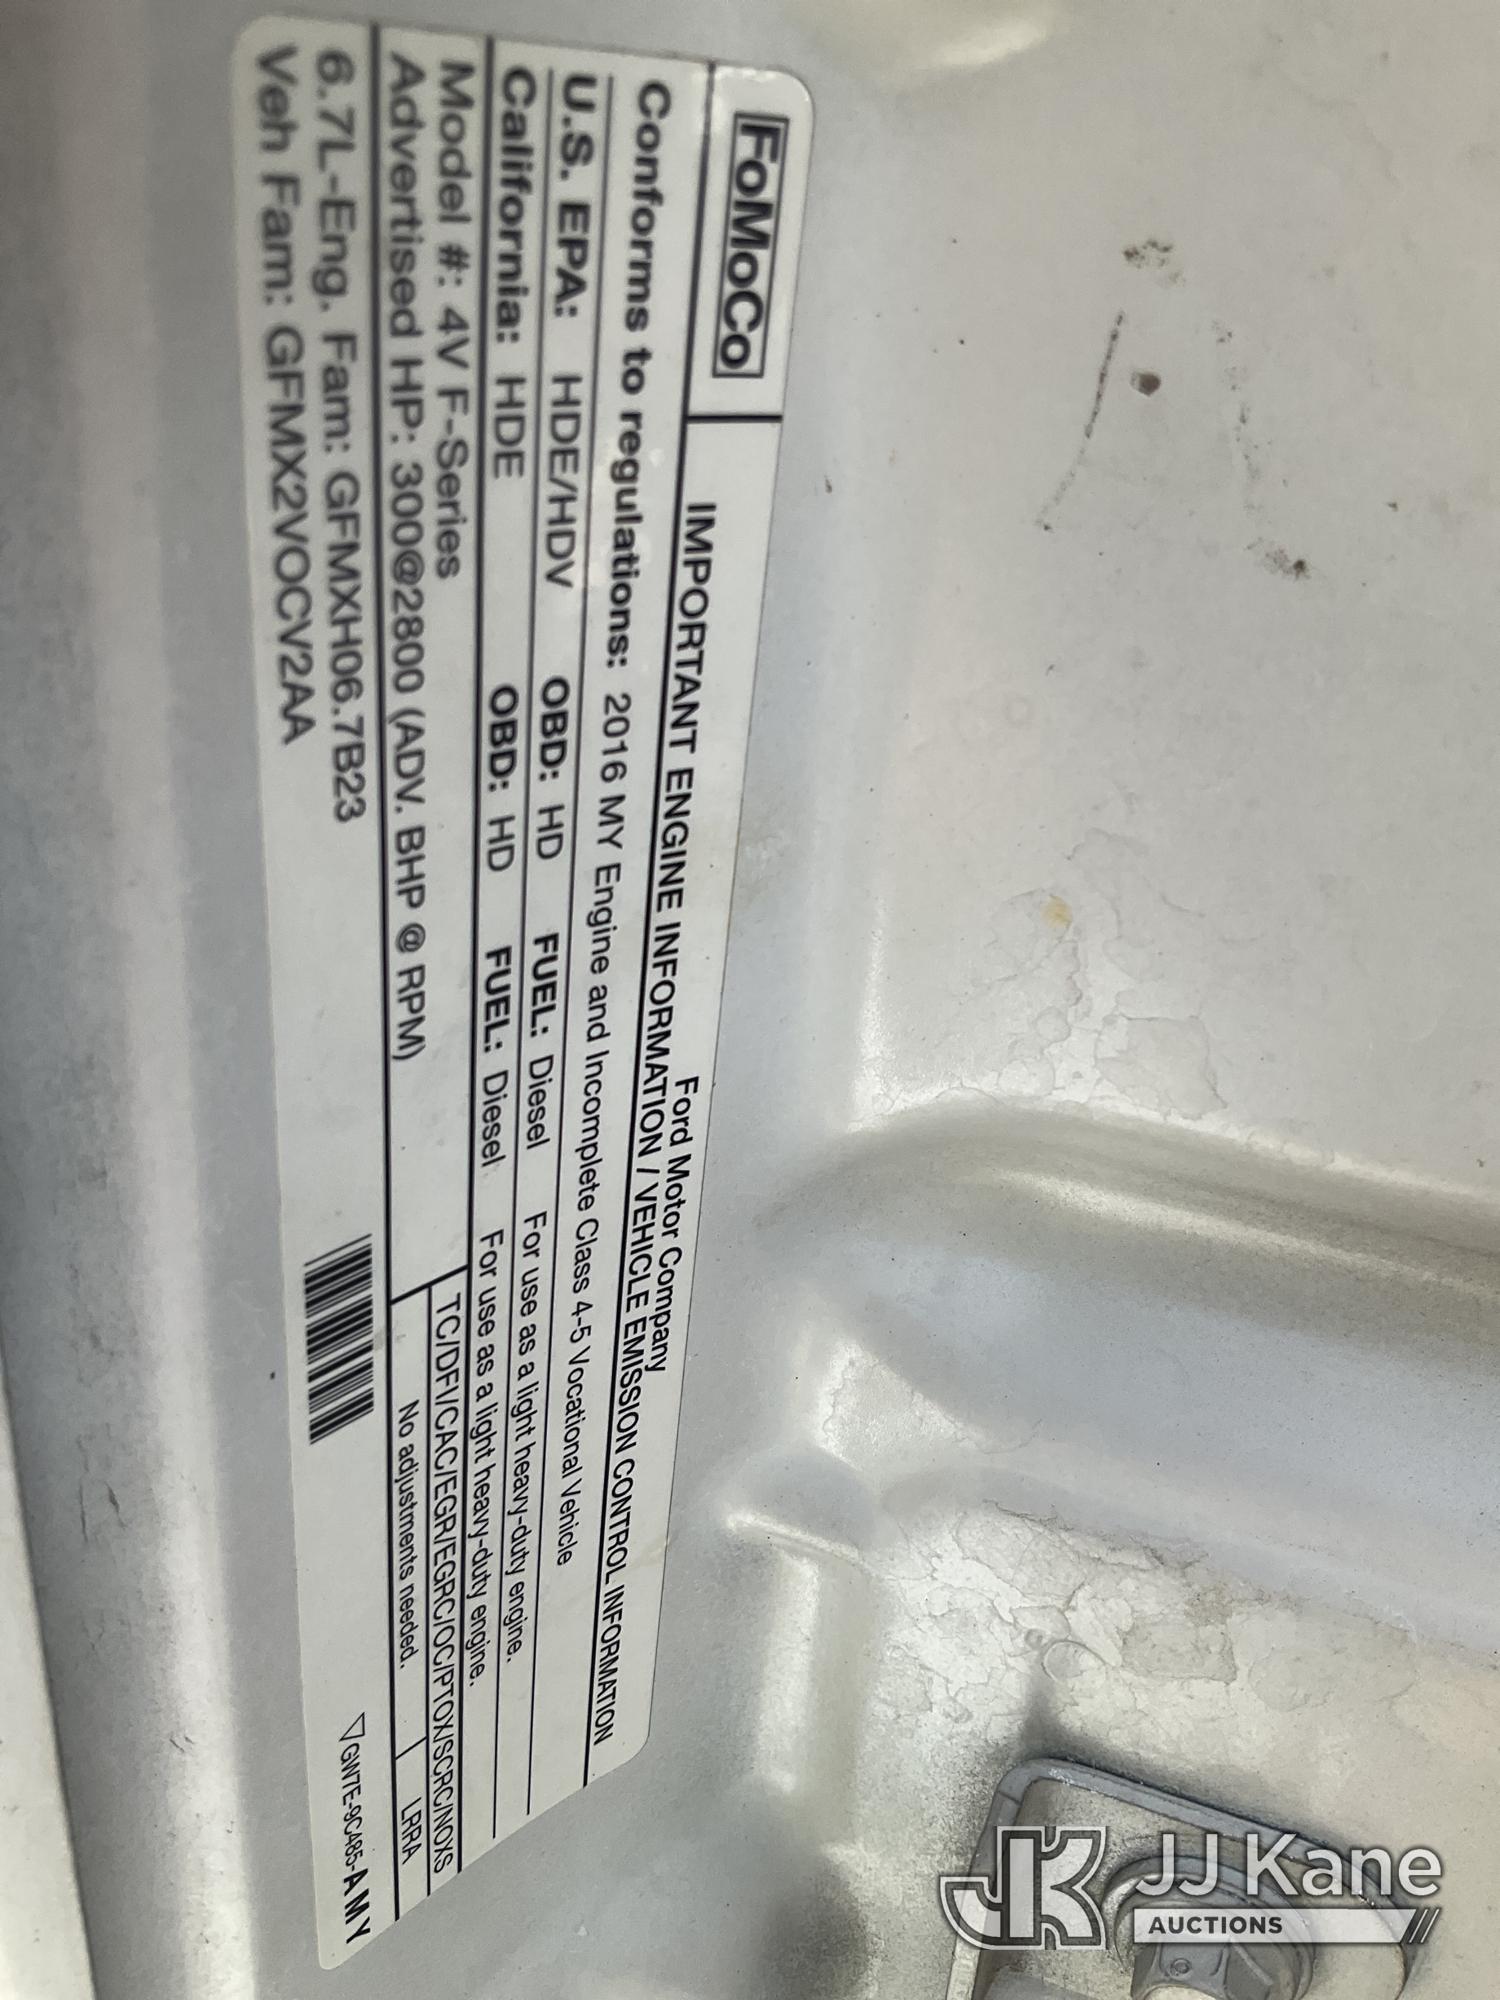 FoMoCo
Ford Motor Company
IMPORTANT ENGINE INFORMATION / VEHICLE EMISSION CONTROL INFORMATION
Conforms to regulations: 2016 MY Engine and Incomplete Class 4-5 Vocational Vehicle
U.S. EPA: HDE/HDV OBD: HD FUEL: Diesel For use as a light heavy-duty engine.
California: HDE OBD: HD FUEL: Diesel For use as a light heavy-duty engine.
Model #: 4V F-Series TC/DFI/CAC/EGR/EGRC/OC/PTOX/SCRC/NOXS
Advertised HP: 300@2800 (ADV. BHP @ RPM) No adjustments needed. LRRA
6.7L-Eng. Fam: GFMXH06.7B23
Veh Fam: GFMX2VOCV2AA
GW7E-9C485-AMY
JK JJ Kane
AUCTIONS